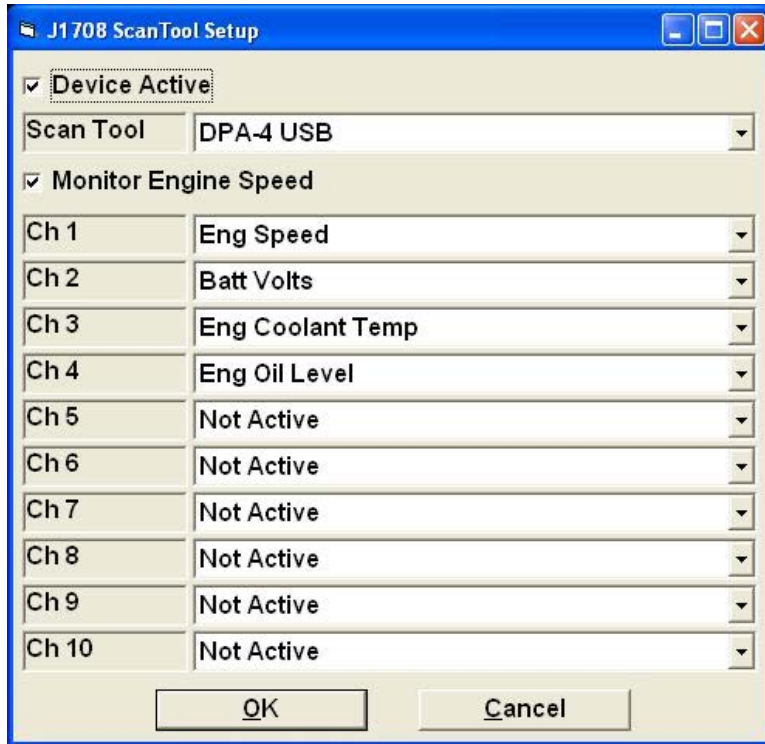 J1708 ScanTool Setup
Device Active
Scan Tool DPA-4 USB
Monitor Engine Speed
Ch 1 Eng Speed
Ch 2 Batt Volts
Ch 3 Eng Coolant Temp
Ch 4 Eng Oil Level
Ch 5 Not Active
Ch 6 Not Active
Ch 7 Not Active
Ch 8 Not Active
Ch 9 Not Active
Ch 10 Not Active
OK Cancel